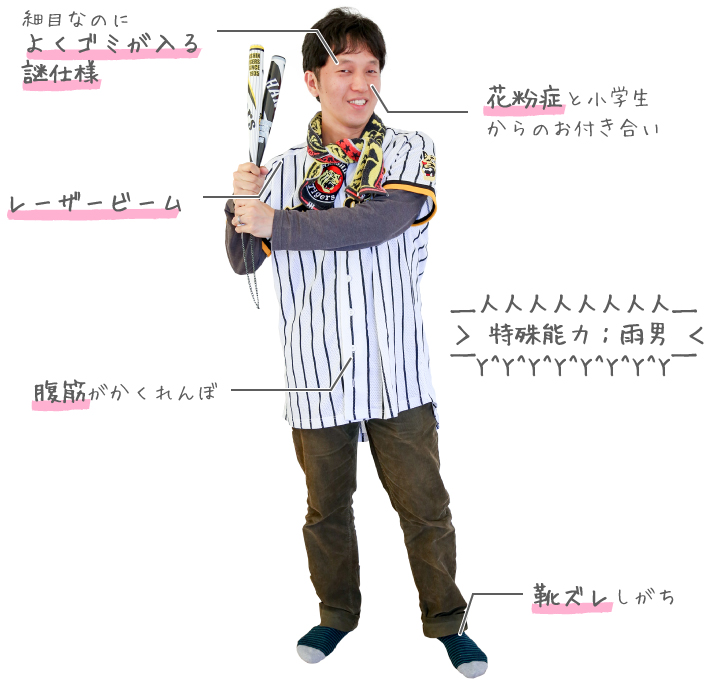 細目なのに
よくゴミが入る
謎仕様
花粉症と小学生
からのお付き合い
レーザービーム
Tigers
＿人人人人人人人人＿
＞ 特殊能力；雨男 ＜
￣Y^Y^Y^Y^Y^Y^Y^Y￣
腹筋がかくれんぼ
靴ズレしがち